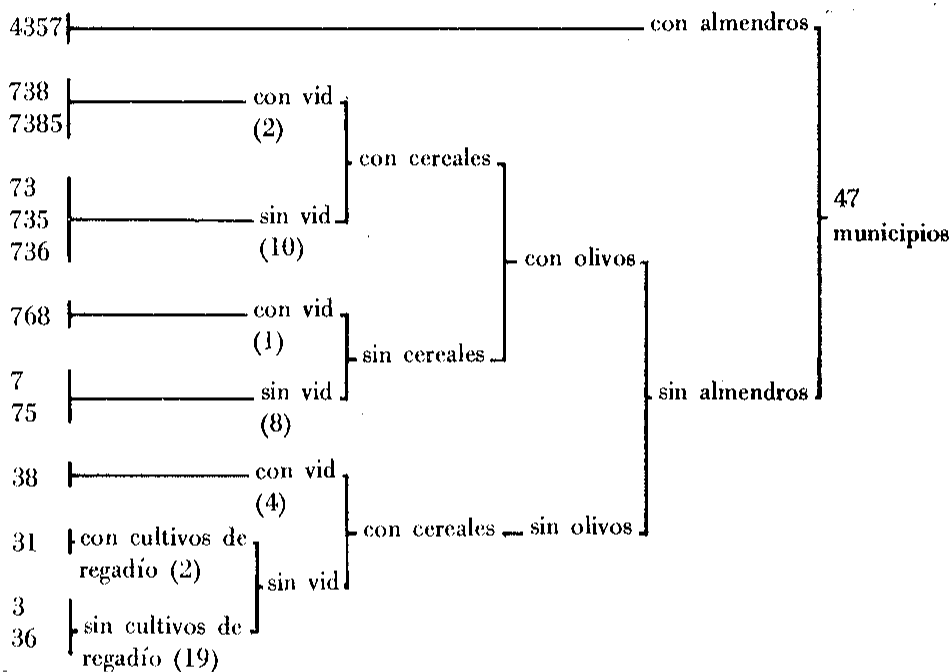 4357 con almendros
738 con vid
7385 (2)
con cereales
73
735 sin vid
736 (10)
47
municipios
con olivos
768 con vid
(1)
sin cereales
7 sin vid
75 (8)
sin almendros
38 con vid
(4)
con cereales sin olivos
31 con cultivos de
regadío (2)
sin vid
3
36 sin cultivos de
regadío (19)